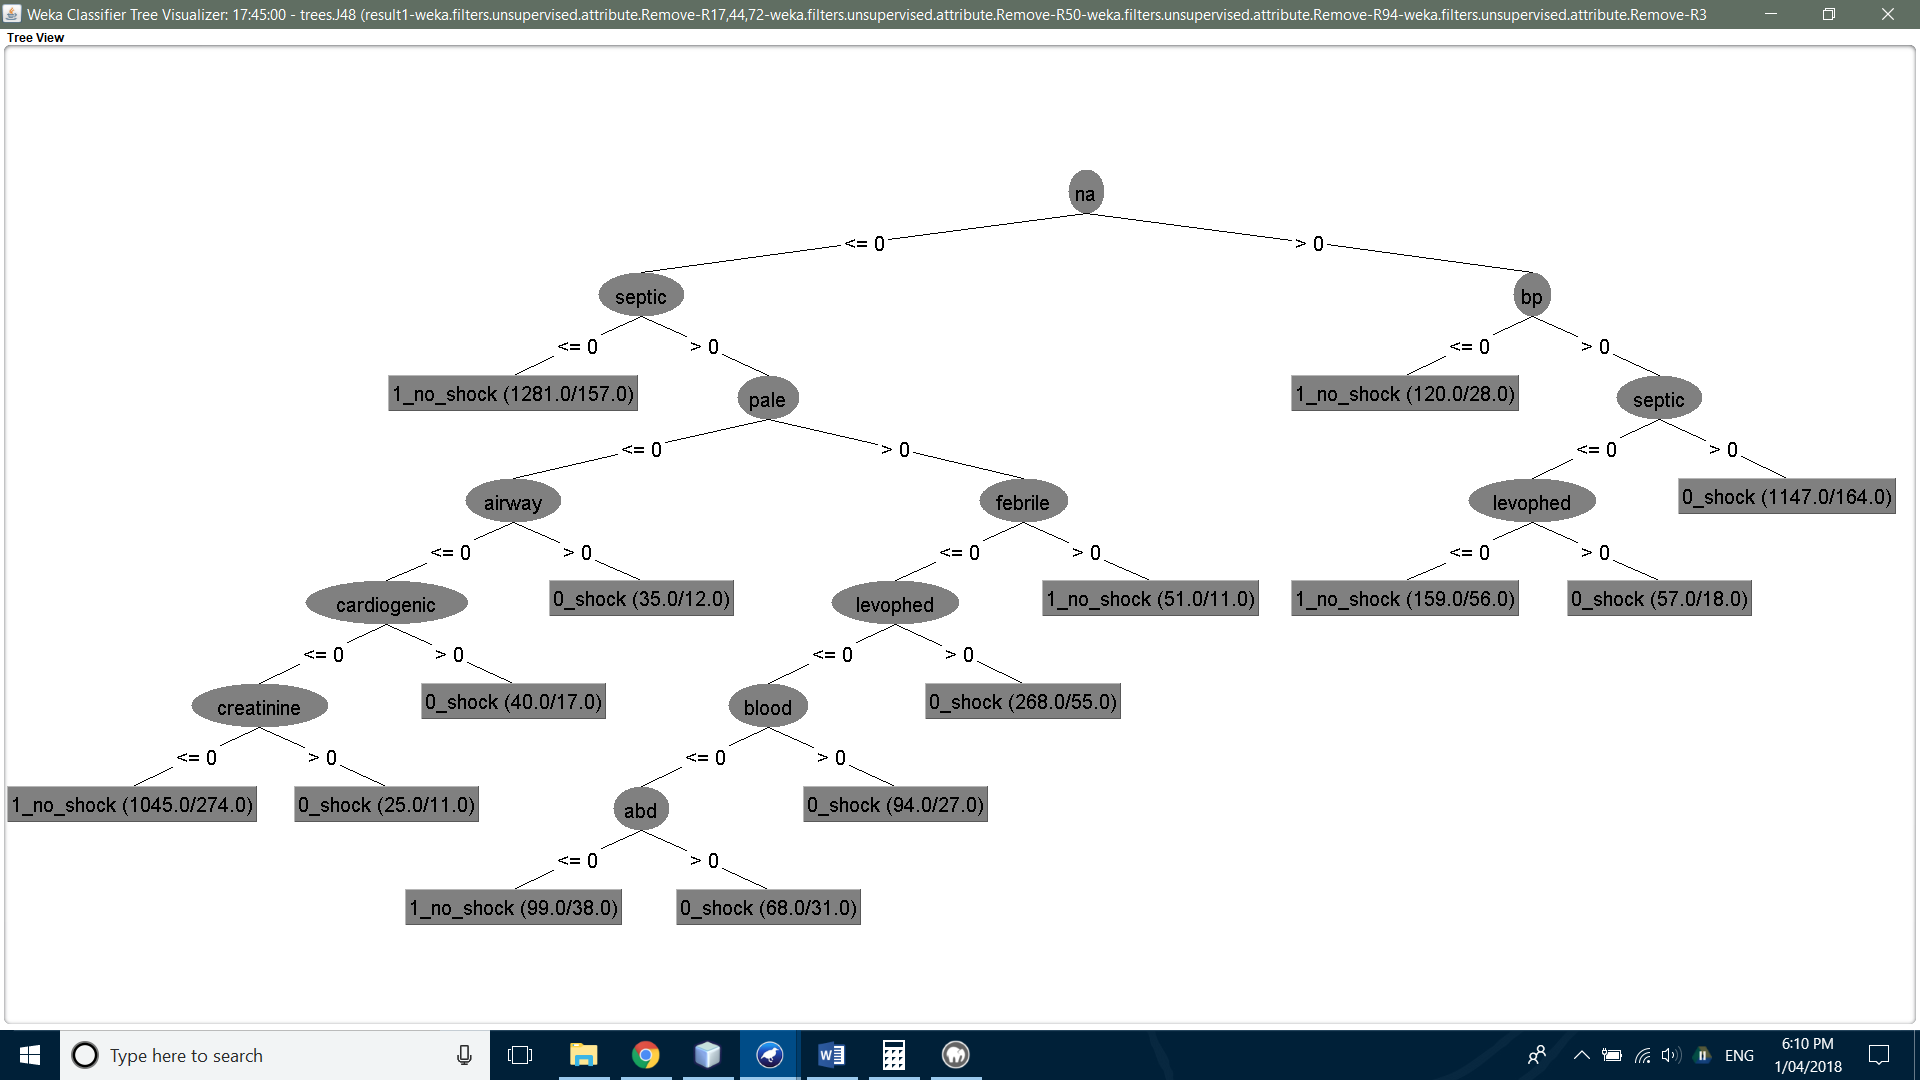 Weka Classifier Tree Visualizer: 17:45:00 - trees.J48 (result1-weka.filters.unsupervised.attribute.Remove-R17,44,72-weka.filters.unsupervised.attribute.Remove-R50-weka.filters.unsupervised.attribute.Remove-R94-weka.filters.unsupervised.attribute.Remove-R3
Tree View
na
<= 0 > 0
septic bp
<= 0 > 0 <= 0 > 0
1_no_shock (1281.0/157.0) pale 1_no_shock (120.0/28.0) septic
<= 0 > 0 <= 0 > 0
airway febrile levophed 0_shock (1147.0/164.0)
<= 0 > 0 <= 0 > 0 <= 0 > 0
cardiogenic 0_shock (35.0/12.0) levophed 1_no_shock (51.0/11.0) 1_no_shock (159.0/56.0) 0_shock (57.0/18.0)
<= 0 > 0 <= 0 > 0
creatinine 0_shock (40.0/17.0) blood 0_shock (268.0/55.0)
<= 0 > 0 <= 0 > 0
1_no_shock (1045.0/274.0) 0_shock (25.0/11.0) abd 0_shock (94.0/27.0)
<= 0 > 0
1_no_shock (99.0/38.0) 0_shock (68.0/31.0)
Type here to search
ENG
6:10 PM
1/04/2018